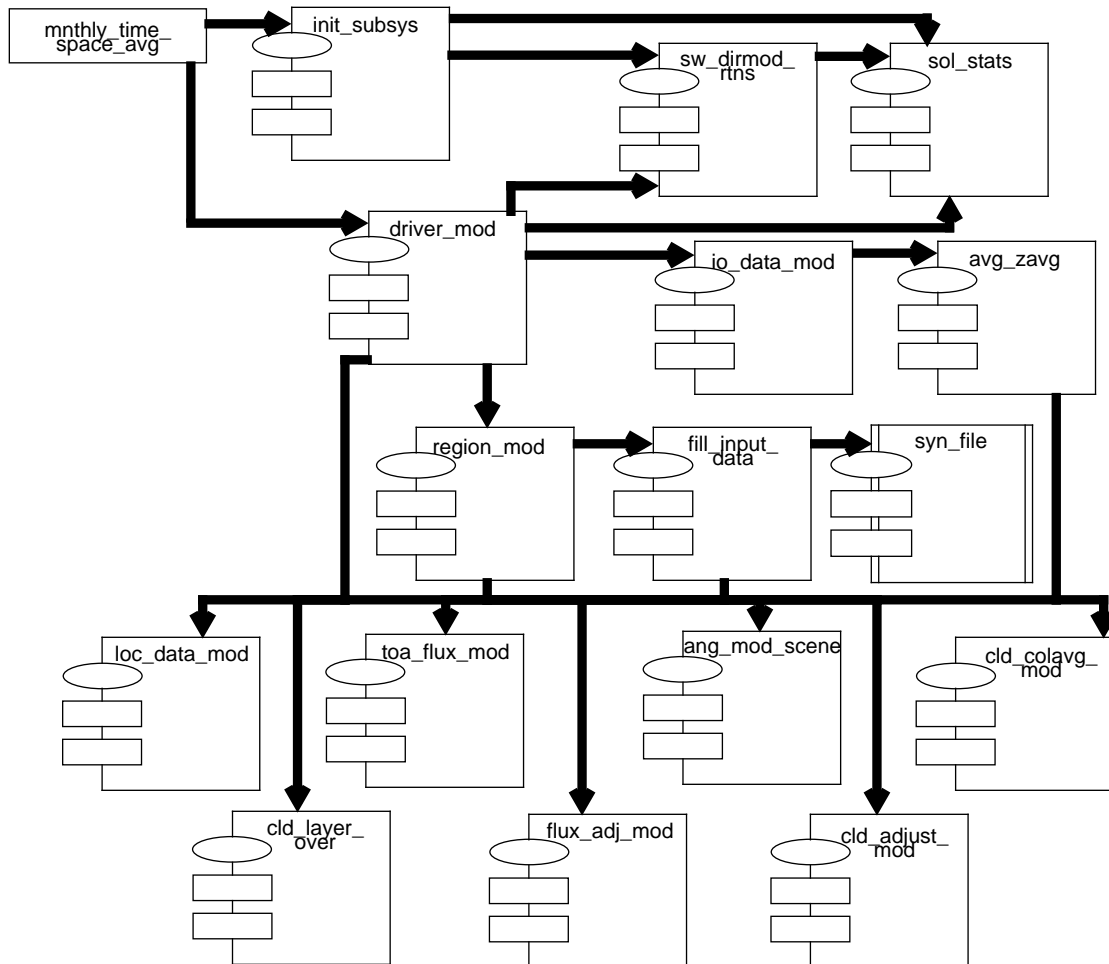 mnthly_time_
space_avg
init_subsys
sw_dirmod_
rtns
sol_stats
driver_mod
io_data_mod
avg_zavg
region_mod
fill_input_
data
syn_file
loc_data_mod
toa_flux_mod
ang_mod_scene
cld_colavg_
mod
cld_layer_
over
flux_adj_mod
cld_adjust_
mod